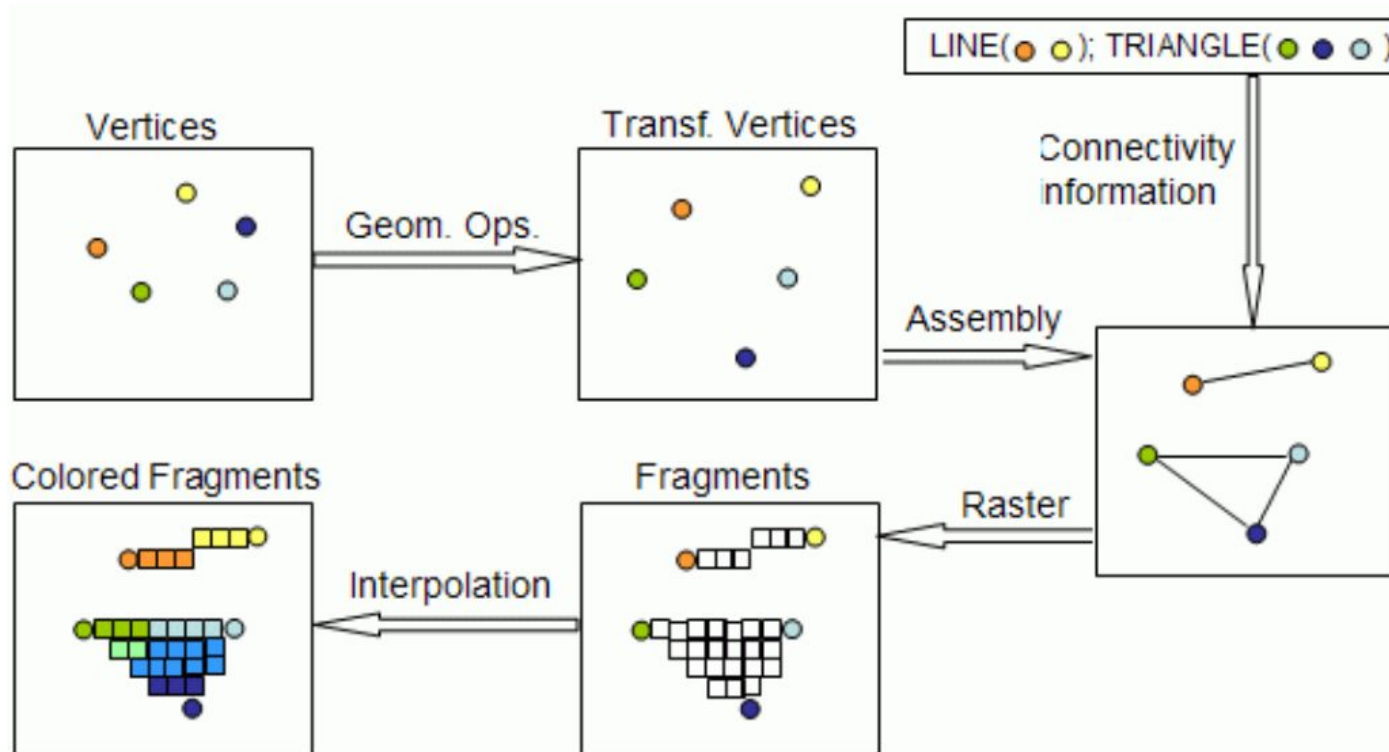 LINE( ); TRIANGLE( )
Vertices
Transf. Vertices
Connectivity
information
Geom. Ops.
Assembly
Colored Fragments
Fragments
Raster
Interpolation